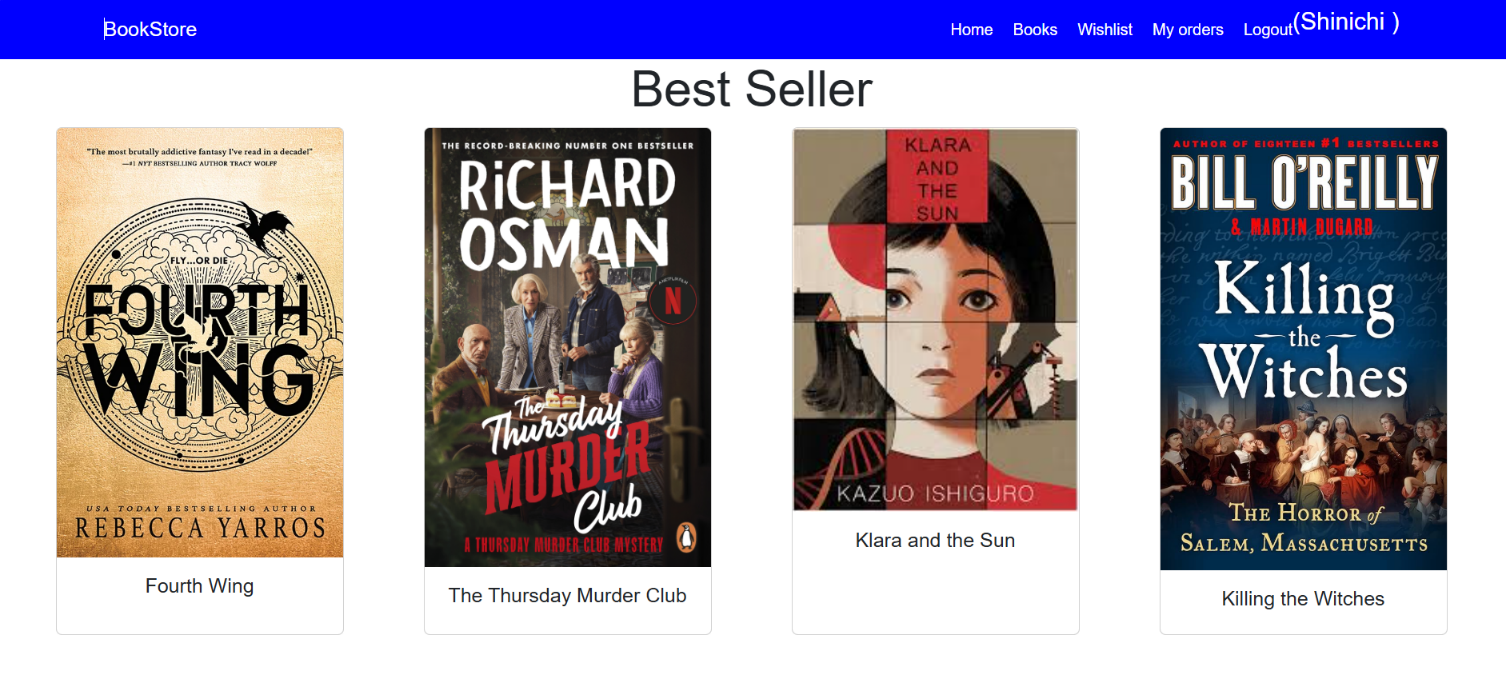 BookStore
Home Books Wishlist My orders Logout(Shinichi )
Best Seller
"The most brutally addictive fantasy I've read in a decade!"
—#1 NYT BESTSELLING AUTHOR TRACY WOLFF
FLY...OR DIE
FOURTH
WING
USA TODAY BESTSELLING AUTHOR
REBECCA YARROS
Fourth Wing
THE RECORD-BREAKING NUMBER ONE BESTSELLER
RiCHARD
OSMAN
N
The
Thursday
MURDER
Club
A THURSDAY MURDER CLUB MYSTERY
The Thursday Murder Club
KLARA
AND
THE
SUN
KAZUO ISHIGURO
Klara and the Sun
AUTHOR OF EIGHTEEN #1 BESTSELLERS
BILL O'REILLY
& MARTIN DUGARD
Killing
the
Witches
THE HORROR of
SALEM, MASSACHUSETTS
Killing the Witches